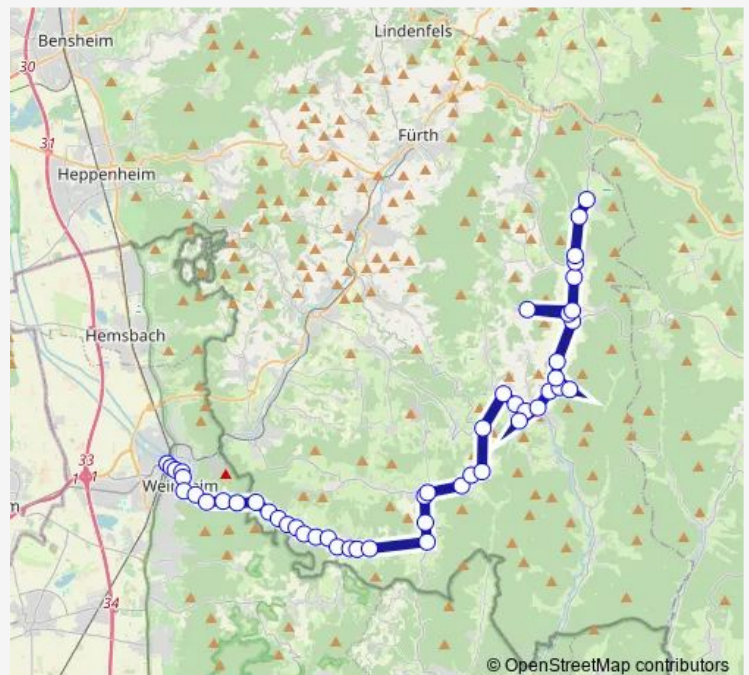 Bensheim
Lindenfels
30
31
Fürth
Heppenheim
Hemsbach
33
Weinheim
34
© OpenStreetMap contributors